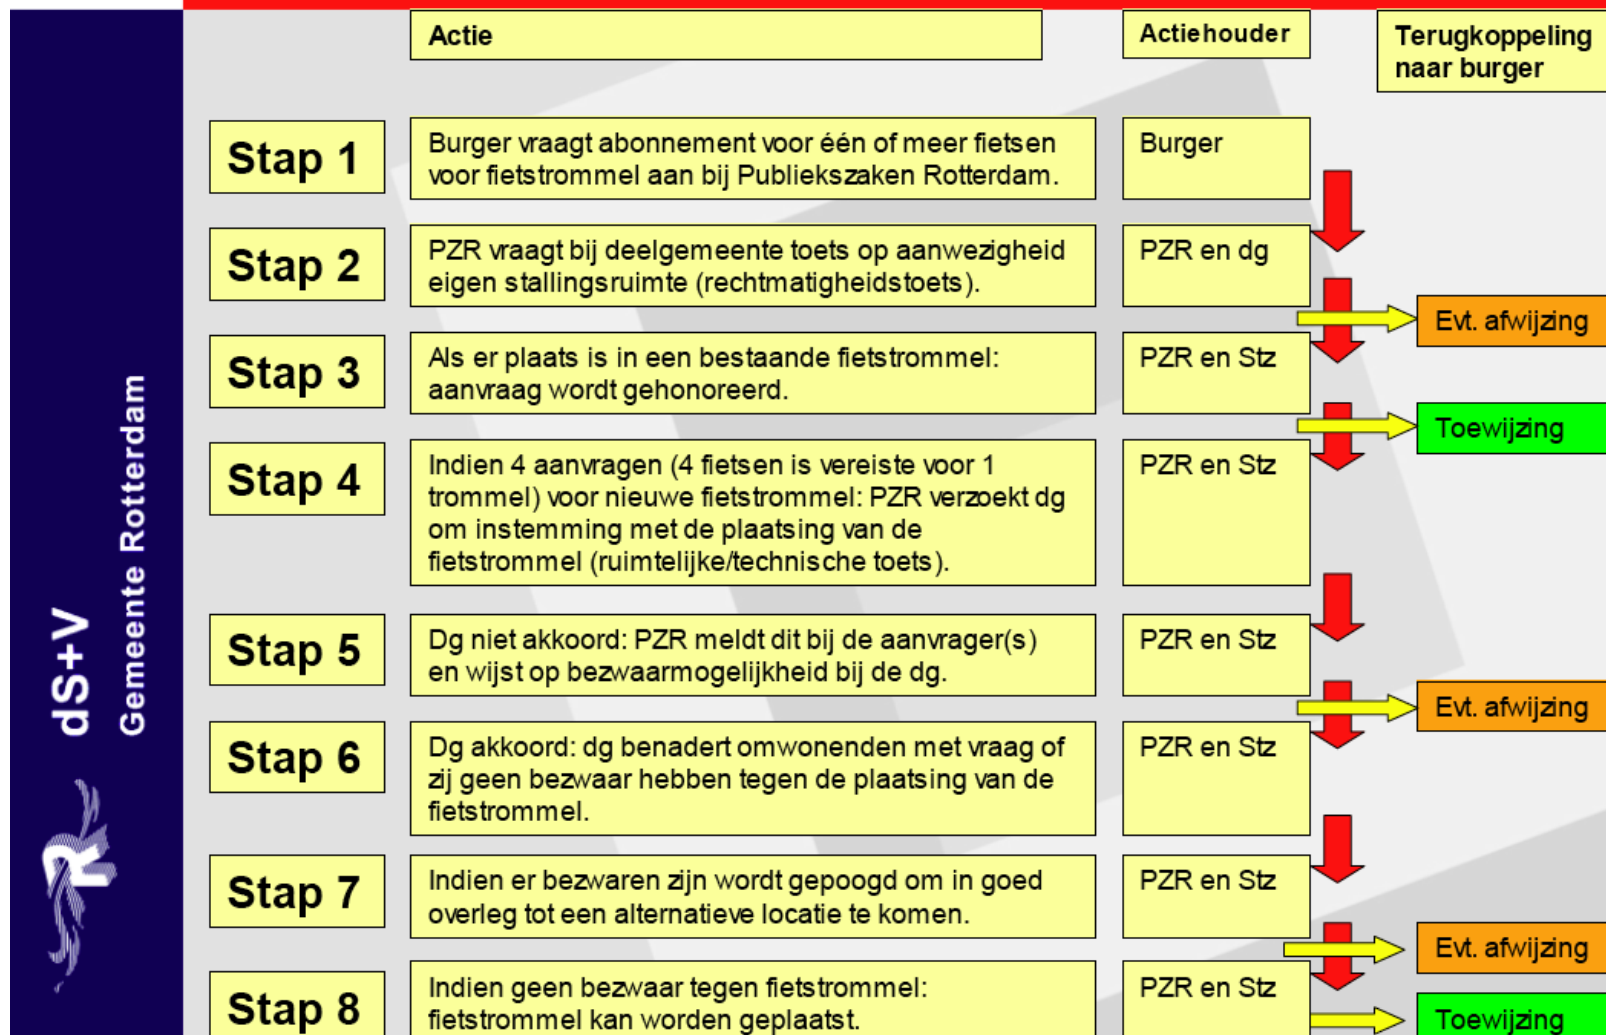 Actie
Actiehouder
Terugkoppeling
naar burger
Stap 1
Burger vraagt abonnement voor één of meer fietsen
voor fietstrommel aan bij Publiekszaken Rotterdam.
Burger
Stap 2
PZR vraagt bij deelgemeente toets op aanwezigheid
eigen stallingsruimte (rechtmatigheidstoets).
PZR en dg
Evt. afwijzing
Stap 3
Als er plaats is in een bestaande fietstrommel:
aanvraag wordt gehonoreerd.
PZR en Stz
Toewijzing
Stap 4
Indien 4 aanvragen (4 fietsen is vereiste voor 1
trommel) voor nieuwe fietstrommel: PZR verzoekt dg
om instemming met de plaatsing van de
fietstrommel (ruimtelijke/technische toets).
PZR en Stz
Stap 5
Dg niet akkoord: PZR meldt dit bij de aanvrager(s)
en wijst op bezwaarmogelijkheid bij de dg.
PZR en Stz
Evt. afwijzing
Stap 6
Dg akkoord: dg benadert omwonenden met vraag of
zij geen bezwaar hebben tegen de plaatsing van de
fietstrommel.
PZR en Stz
Stap 7
Indien er bezwaren zijn wordt gepoogd om in goed
overleg tot een alternatieve locatie te komen.
PZR en Stz
Evt. afwijzing
Stap 8
Indien geen bezwaar tegen fietstrommel:
fietstrommel kan worden geplaatst.
PZR en Stz
Toewijzing
dS+V
Gemeente Rotterdam
R